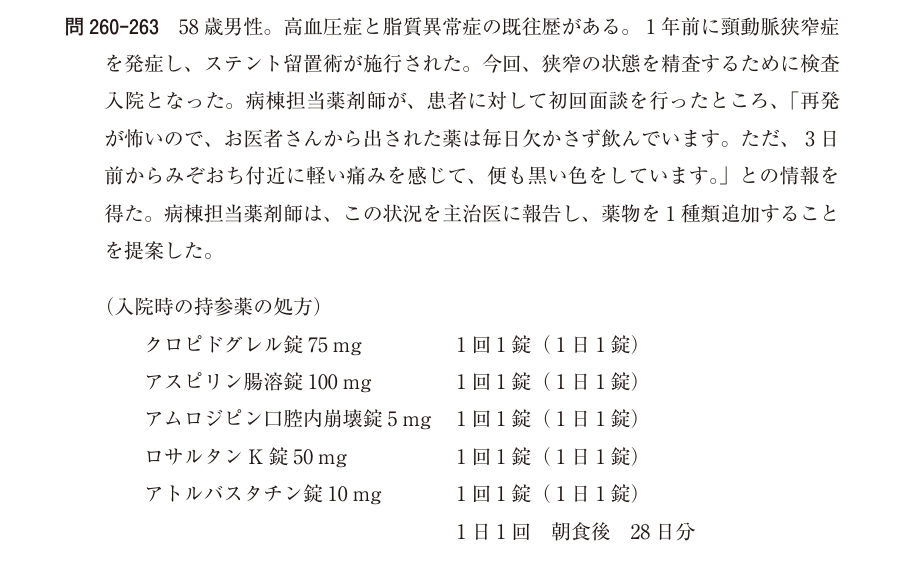 問 260-263　58 歳男性。高血圧症と脂質異常症の既往歴がある。1 年前に頸動脈狭窄症
を発症し、ステント留置術が施行された。今回、狭窄の状態を精査するために検査
入院となった。病棟担当薬剤師が、患者に対して初回面談を行ったところ、「再発
が怖いので、お医者さんから出された薬は毎日欠かさず飲んでいます。ただ、3 日
前からみぞおち付近に軽い痛みを感じて、便も黒い色をしています。」との情報を
得た。病棟担当薬剤師は、この状況を主治医に報告し、薬物を 1 種類追加すること
を提案した。
（入院時の持参薬の処方）
クロピドグレル錠 75 mg　1 回 1 錠（1 日 1 錠）
アスピリン腸溶錠 100 mg　1 回 1 錠（1 日 1 錠）
アムロジピン口腔内崩壊錠 5 mg　1 回 1 錠（1 日 1 錠）
ロサルタン K 錠 50 mg　1 回 1 錠（1 日 1 錠）
アトルバスタチン錠 10 mg　1 回 1 錠（1 日 1 錠）
1 日 1 回　朝食後　28 日分